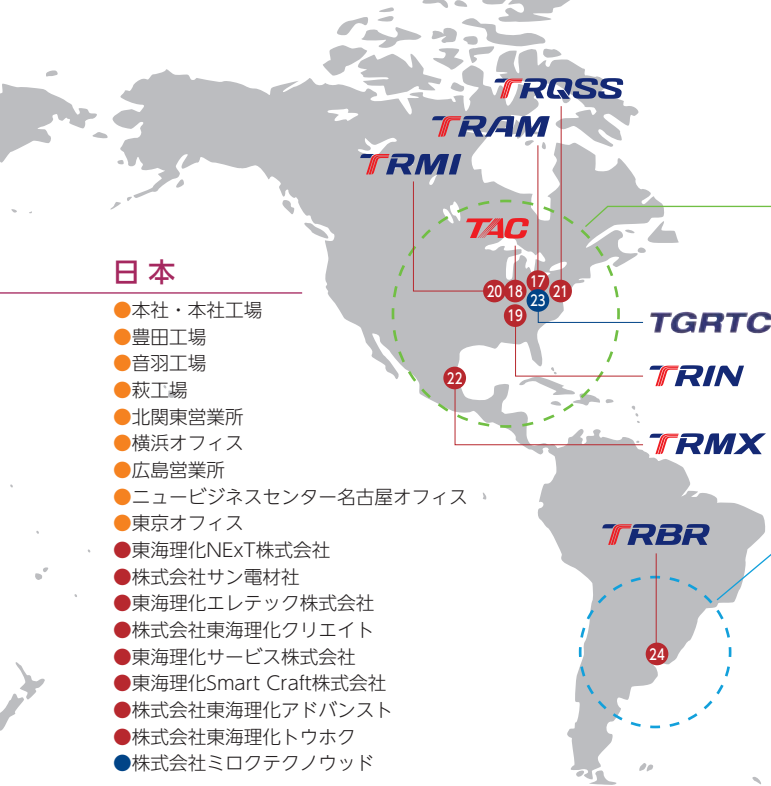 TRQSS
TRAM
TRMI
TAC
17
20
18
21
23
19
TGRTC
TRIN
22
TRMX
TRBR
24
日本
本社・本社工場
豊田工場
音羽工場
萩工場
北関東営業所
横浜オフィス
広島営業所
ニュービジネスセンター名古屋オフィス
東京オフィス
東海理化NExT株式会社
株式会社サン電材社
東海理化エレテック株式会社
株式会社東海理化クリエイト
東海理化サービス株式会社
東海理化Smart Craft株式会社
株式会社東海理化アドバンスト
株式会社東海理化トウホク
株式会社ミロクテクノウッド